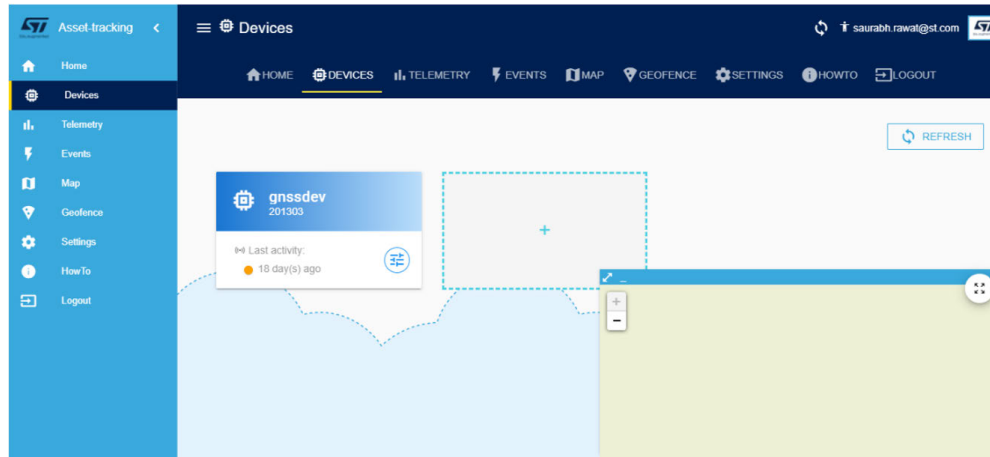 Asset-tracking
Devices
saurabh.rawat@st.com
HOME
DEVICES
TELEMETRY
EVENTS
MAP
GEOFENCE
SETTINGS
HOWTO
LOGOUT
Home
Devices
Telemetry
Events
Map
Geofence
Settings
HowTo
Logout
REFRESH
gnssdev
201303
Last activity:
18 day(s) ago
+
+
−